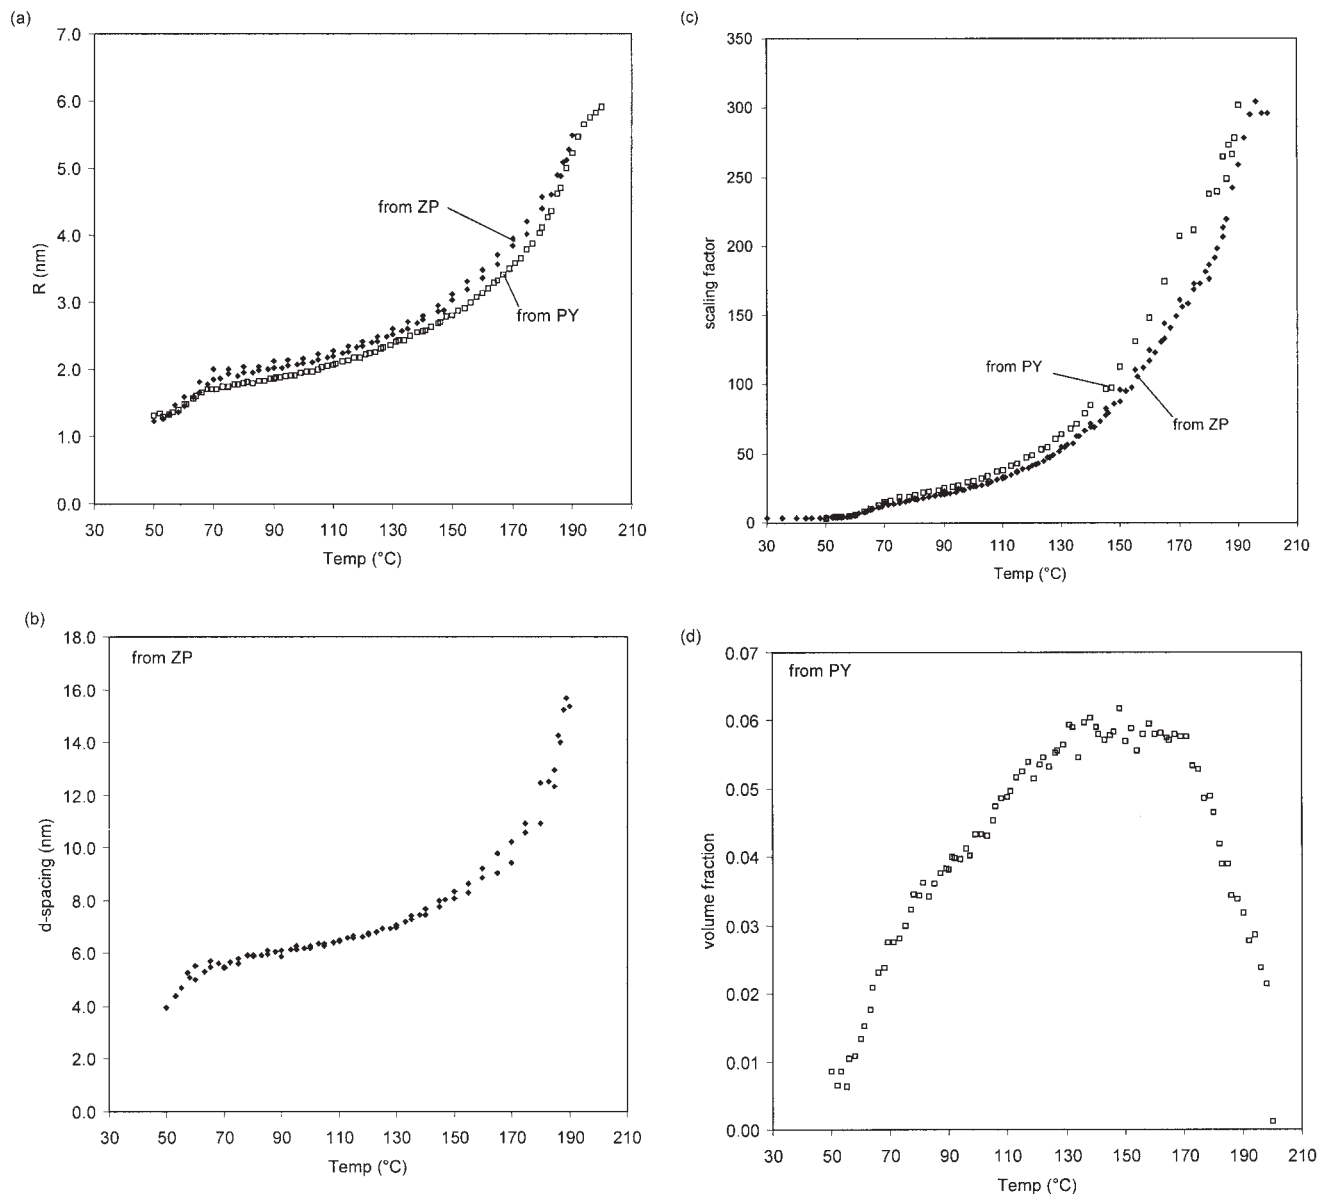 (a)
7.0
6.0
5.0
4.0
3.0
2.0
1.0
0.0
R (nm)
from ZP
from PY
30 50 70 90 110 130 150 170 190 210
Temp (°C)
(c)
350
300
250
200
150
100
50
0
scaling factor
from PY
from ZP
30 50 70 90 110 130 150 170 190 210
Temp (°C)
(b)
18.0
16.0
14.0
12.0
10.0
8.0
6.0
4.0
2.0
0.0
d-spacing (nm)
from ZP
30 50 70 90 110 130 150 170 190 210
Temp (°C)
(d)
0.07
0.06
0.05
0.04
0.03
0.02
0.01
0.00
volume fraction
from PY
30 50 70 90 110 130 150 170 190 210
Temp (°C)